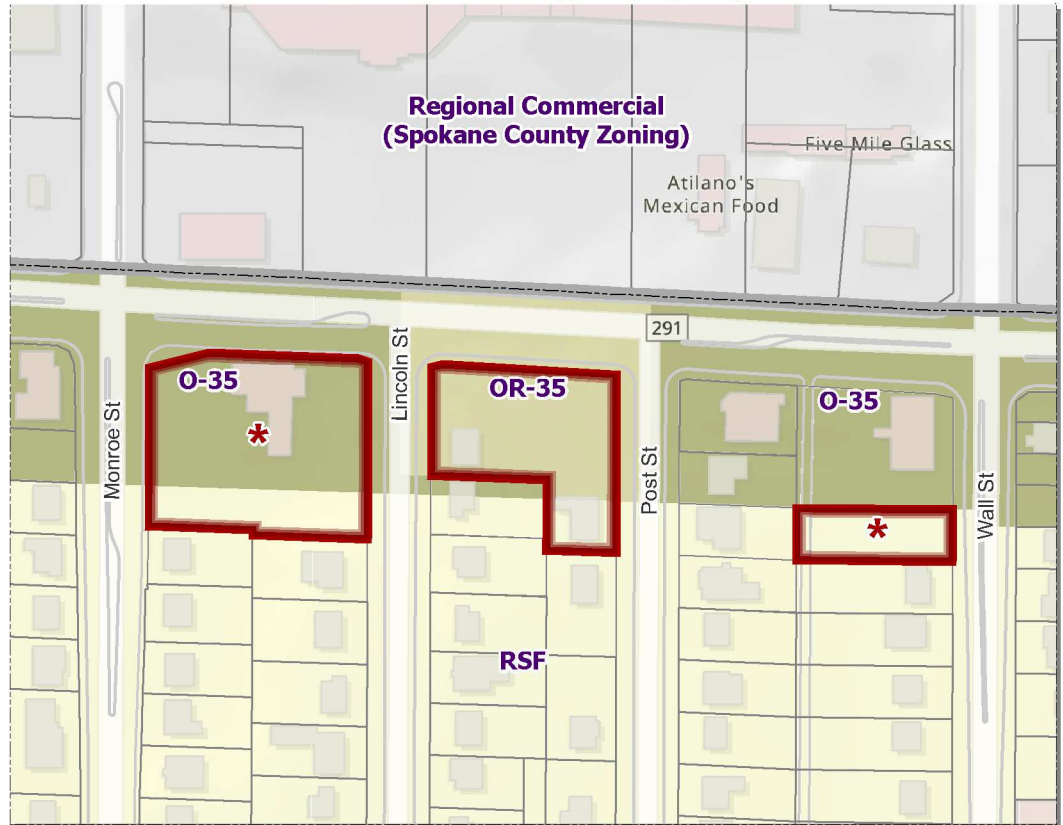 Regional Commercial
(Spokane County Zoning)
Five Mile Glass
Atilano's
Mexican Food
291
Lincoln St
O-35
*
OR-35
O-35
Monroe St
Post St
Wall St
*
RSF